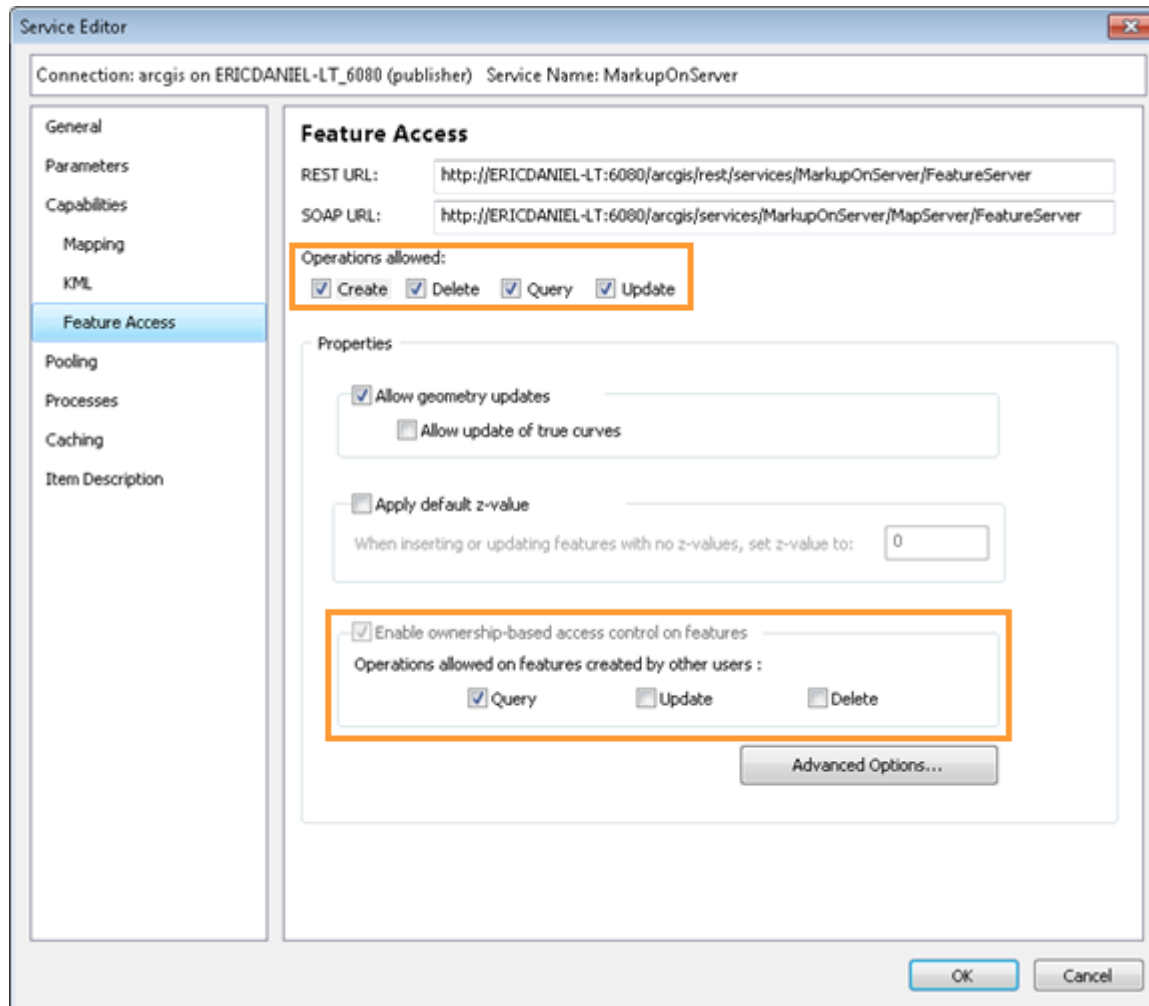 Service Editor
Connection: arcgis on ERICDANIEL-LT_6080 (publisher)   Service Name: MarkupOnServer
General
Parameters
Capabilities
Mapping
KML
Feature Access
Pooling
Processes
Caching
Item Description
Feature Access
REST URL: http://ERICDANIEL-LT:6080/arcgis/rest/services/MarkupOnServer/FeatureServer
SOAP URL: http://ERICDANIEL-LT:6080/arcgis/services/MarkupOnServer/MapServer/FeatureServer
Operations allowed:
Create Delete Query Update
Properties
Allow geometry updates
Allow update of true curves
Apply default z-value
When inserting or updating features with no z-values, set z-value to: 0
Enable ownership-based access control on features
Operations allowed on features created by other users :
Query Update Delete
Advanced Options...
OK Cancel